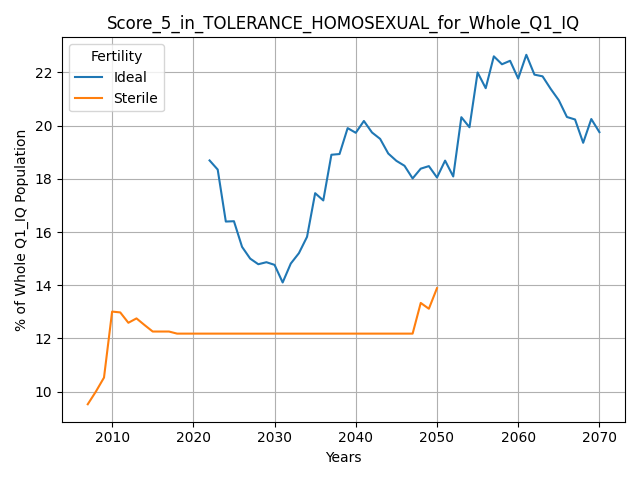 Score_5_in_TOLERANCE_HOMOSEXUAL_for_Whole_Q1_IQ
Fertility
Ideal
Sterile
% of Whole Q1_IQ Population
22
20
18
16
14
12
10
2010 2020 2030 2040 2050 2060 2070
Years